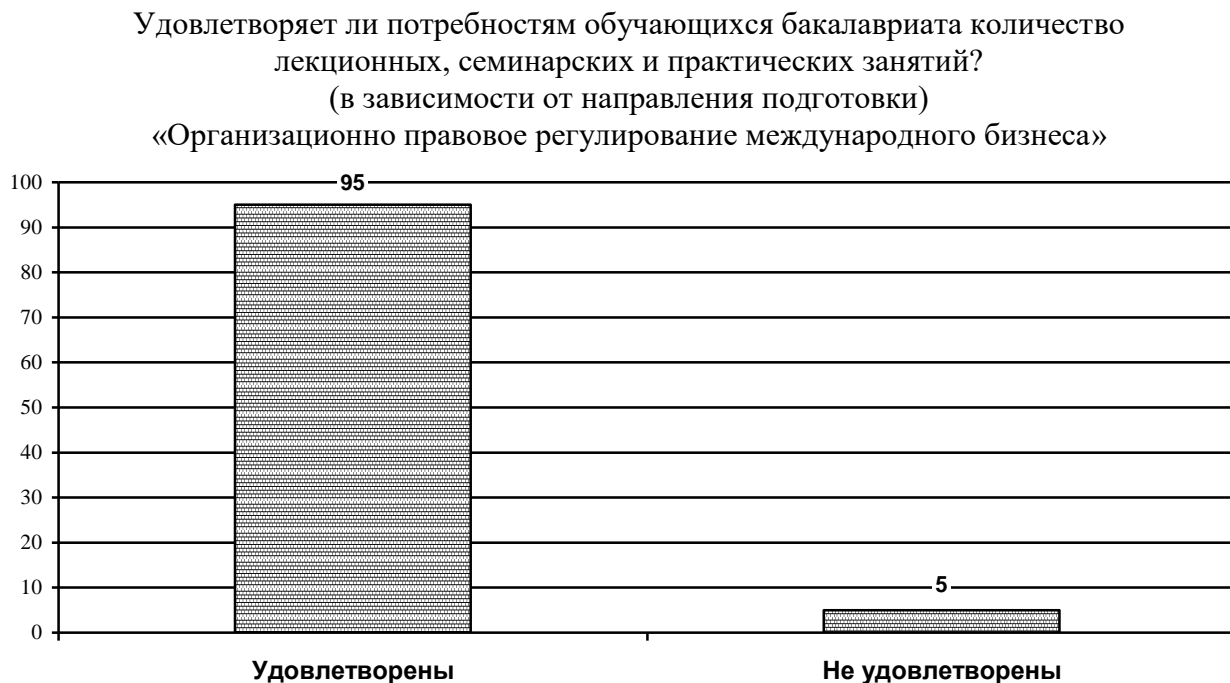 Удовлетворяет ли потребностям обучающихся бакалавриата количество
лекционных, семинарских и практических занятий?
(в зависимости от направления подготовки)
«Организационно правовое регулирование международного бизнеса»
100
95
90
80
70
60
50
40
30
20
10
5
0
Удовлетворены
Не удовлетворены